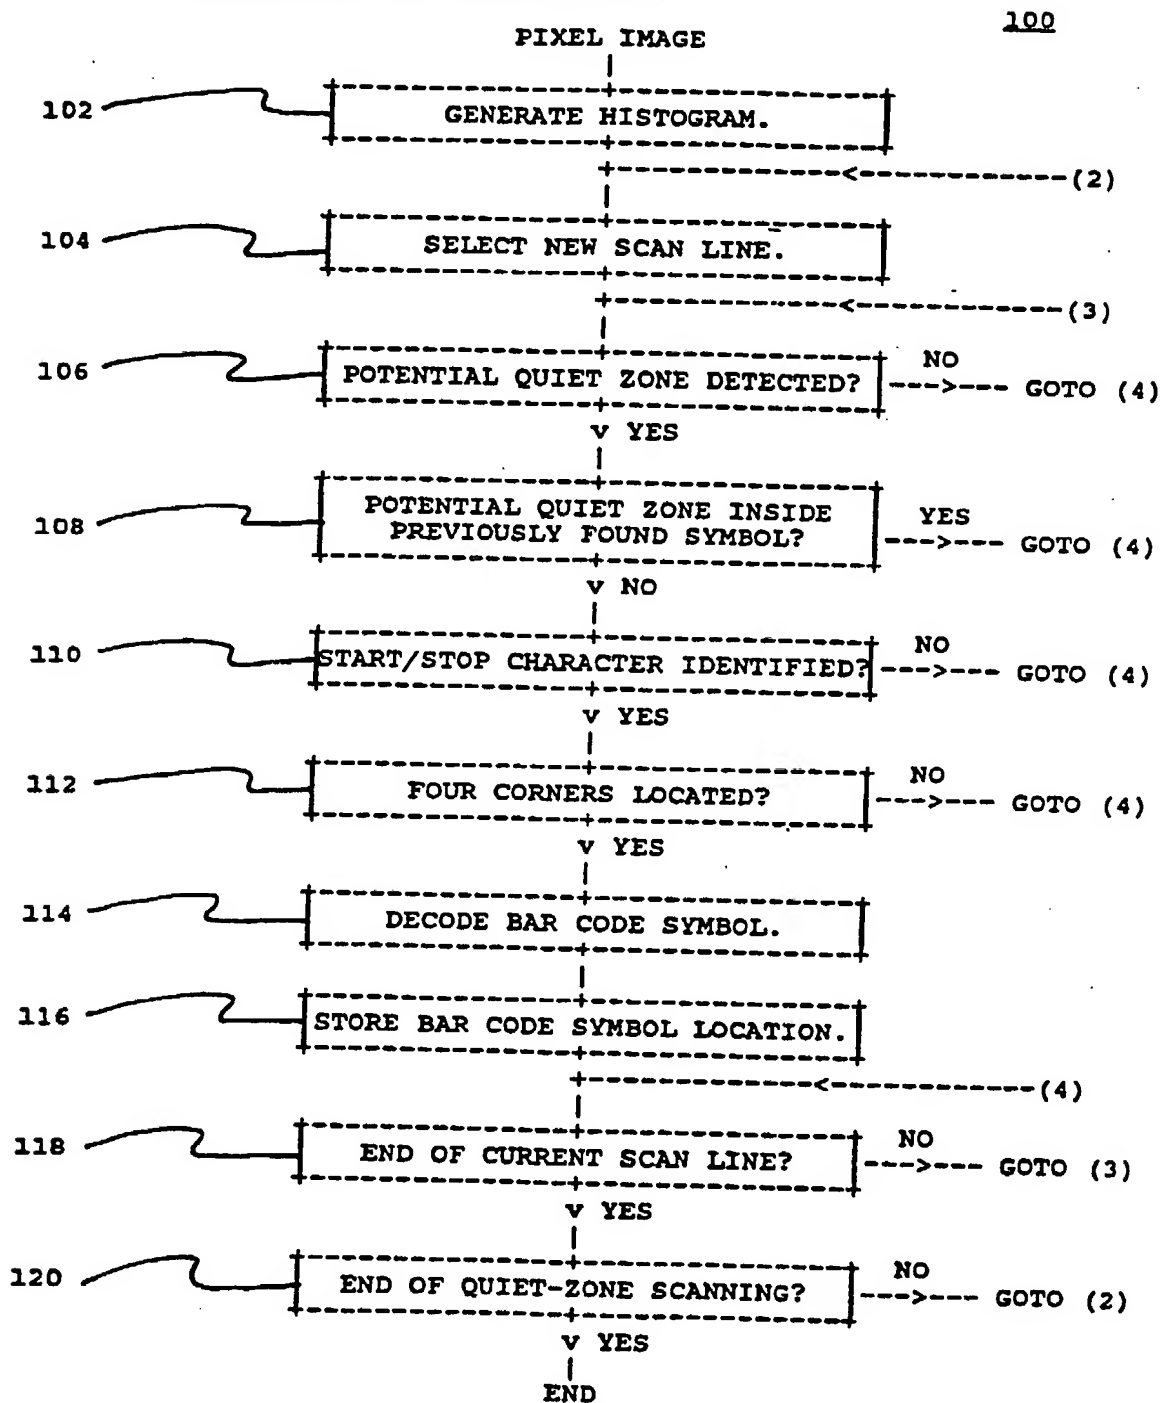 100
PIXEL IMAGE
102 GENERATE HISTOGRAM.
(2)
104 SELECT NEW SCAN LINE.
(3)
106 POTENTIAL QUIET ZONE DETECTED? NO GOTO (4)
YES
108 POTENTIAL QUIET ZONE INSIDE
PREVIOUSLY FOUND SYMBOL? YES GOTO (4)
NO
110 START/STOP CHARACTER IDENTIFIED? NO GOTO (4)
YES
112 FOUR CORNERS LOCATED? NO GOTO (4)
YES
114 DECODE BAR CODE SYMBOL.
116 STORE BAR CODE SYMBOL LOCATION.
(4)
118 END OF CURRENT SCAN LINE? NO GOTO (3)
YES
120 END OF QUIET-ZONE SCANNING? NO GOTO (2)
YES
END